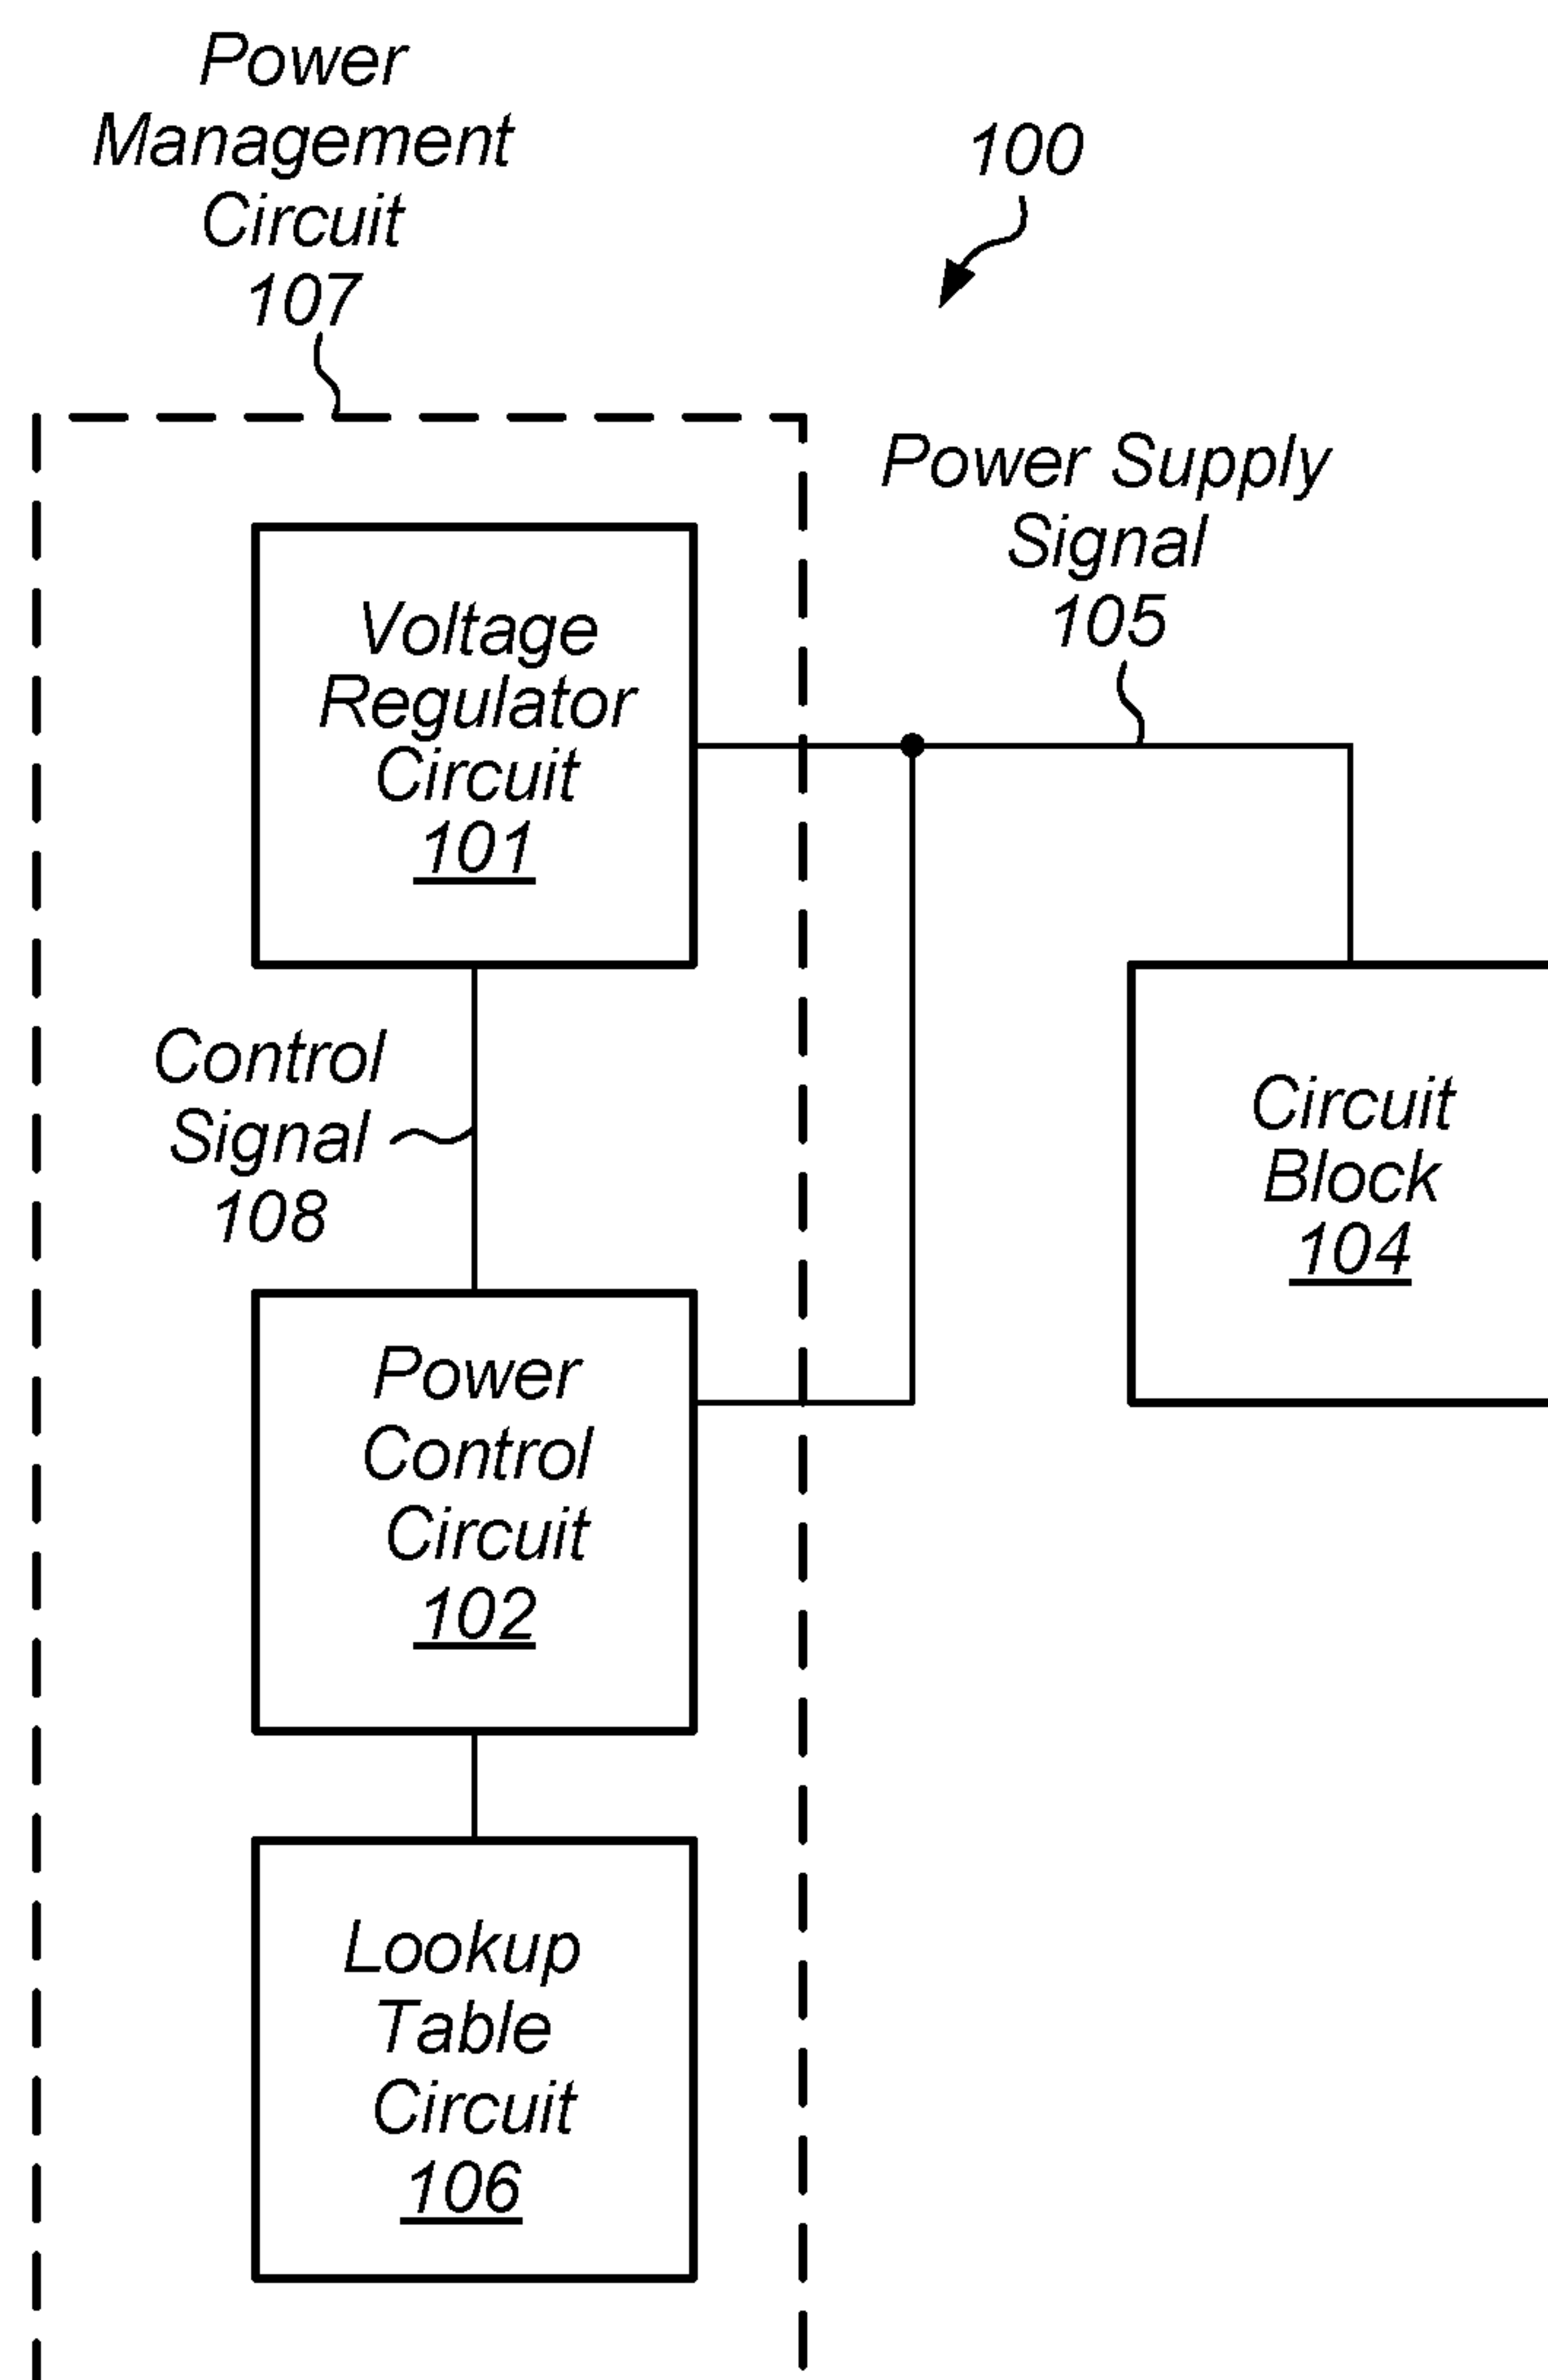 Power
Management
Circuit
107
100
Power Supply
Signal
105
Voltage
Regulator
Circuit
101
Control
Signal
108
Circuit
Block
104
Power
Control
Circuit
102
Lookup
Table
Circuit
106